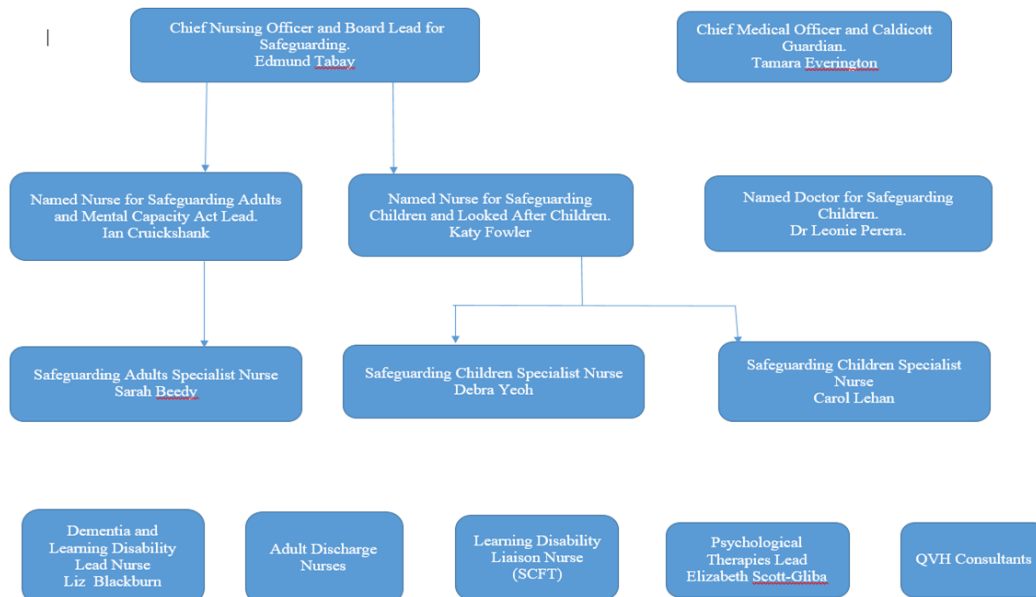 Chief Nursing Officer and Board Lead for
Safeguarding.
Edmund Tabay
Chief Medical Officer and Caldicott
Guardian.
Tamara Everington
Named Nurse for Safeguarding Adults
and Mental Capacity Act Lead.
Ian Cruickshank
Named Nurse for Safeguarding
Children and Looked After Children.
Katy Fowler
Named Doctor for Safeguarding
Children.
Dr Leonie Perera.
Safeguarding Adults Specialist Nurse
Sarah Beedy
Safeguarding Children Specialist Nurse
Debra Yeoh
Safeguarding Children Specialist
Nurse
Carol Lehan
Dementia and
Learning Disability
Lead Nurse
Liz Blackburn
Adult Discharge
Nurses
Learning Disability
Liaison Nurse
(SCFT)
Psychological
Therapies Lead
Elizabeth Scott-Gliba
QVH Consultants